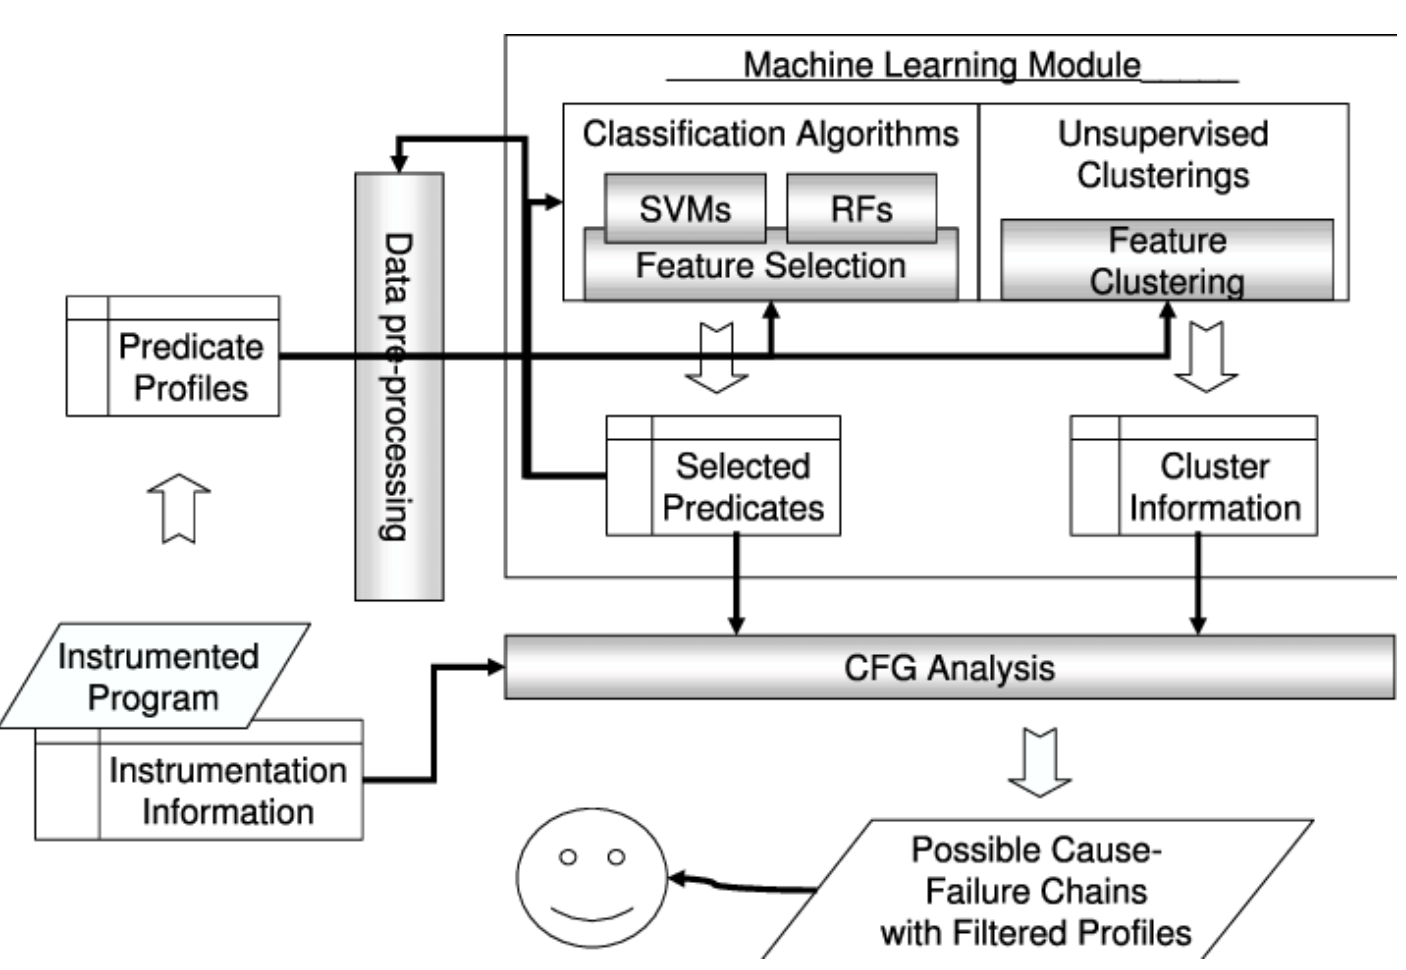 Machine Learning Module
Classification Algorithms
Unsupervised
Clusterings
SVMs
RFs
Feature Selection
Feature
Clustering
Data pre-processing
Predicate
Profiles
Selected
Predicates
Cluster
Information
Instrumented
Program
CFG Analysis
Instrumentation
Information
Possible Cause-
Failure Chains
with Filtered Profiles